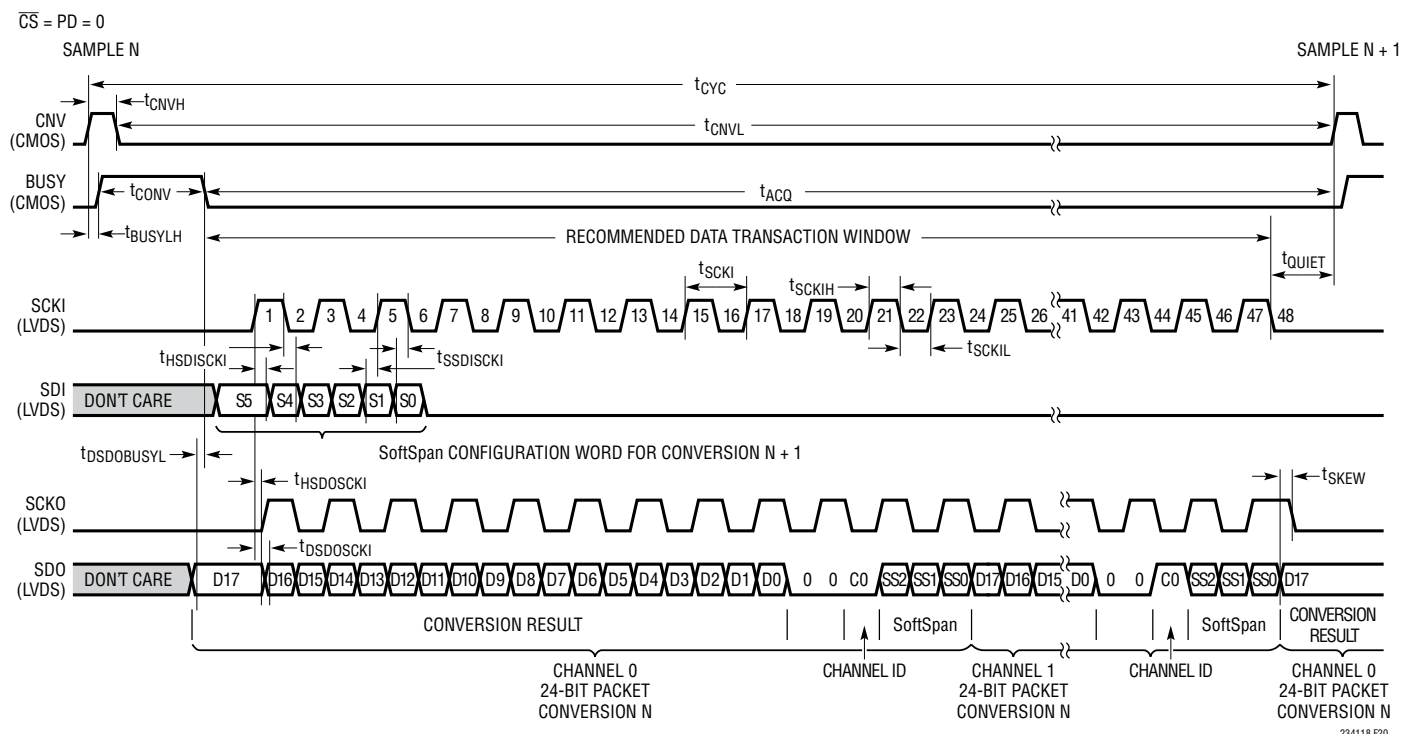 CS = PD = 0
SAMPLE N
SAMPLE N + 1
tCYC
tCNVH
CNV
(CMOS)
tCNVL
BUSY
(CMOS)
tCONV
tACQ
tBUSYLH
RECOMMENDED DATA TRANSACTION WINDOW
tQUIET
tSCKI
tSCKIH
SCKI
(LVDS)
1 2 3 4 5 6 7 8 9 10 11 12 13 14 15 16 17 18 19 20 21 22 23 24 25 26 41 42 43 44 45 46 47 48
tHSDISCKI
tSSDISCKI
tSCKIL
SDI
(LVDS)
DON'T CARE S5 S4 S3 S2 S1 S0
SoftSpan CONFIGURATION WORD FOR CONVERSION N + 1
tDSDOBUSYL
tHSDOSCKI
tSKEW
SCKO
(LVDS)
tDSDOSCKI
SDO
(LVDS)
DON'T CARE D17 D16 D15 D14 D13 D12 D11 D10 D9 D8 D7 D6 D5 D4 D3 D2 D1 D0 0 0 C0 SS2 SS1 SS0 D17 D16 D15 D0 0 0 C0 SS2 SS1 SS0 D17
CONVERSION RESULT
SoftSpan
SoftSpan
CONVERSION
RESULT
CHANNEL 0
24-BIT PACKET
CONVERSION N
CHANNEL ID
CHANNEL 1
24-BIT PACKET
CONVERSION N
CHANNEL ID
CHANNEL 0
24-BIT PACKET
CONVERSION N
234118 F20